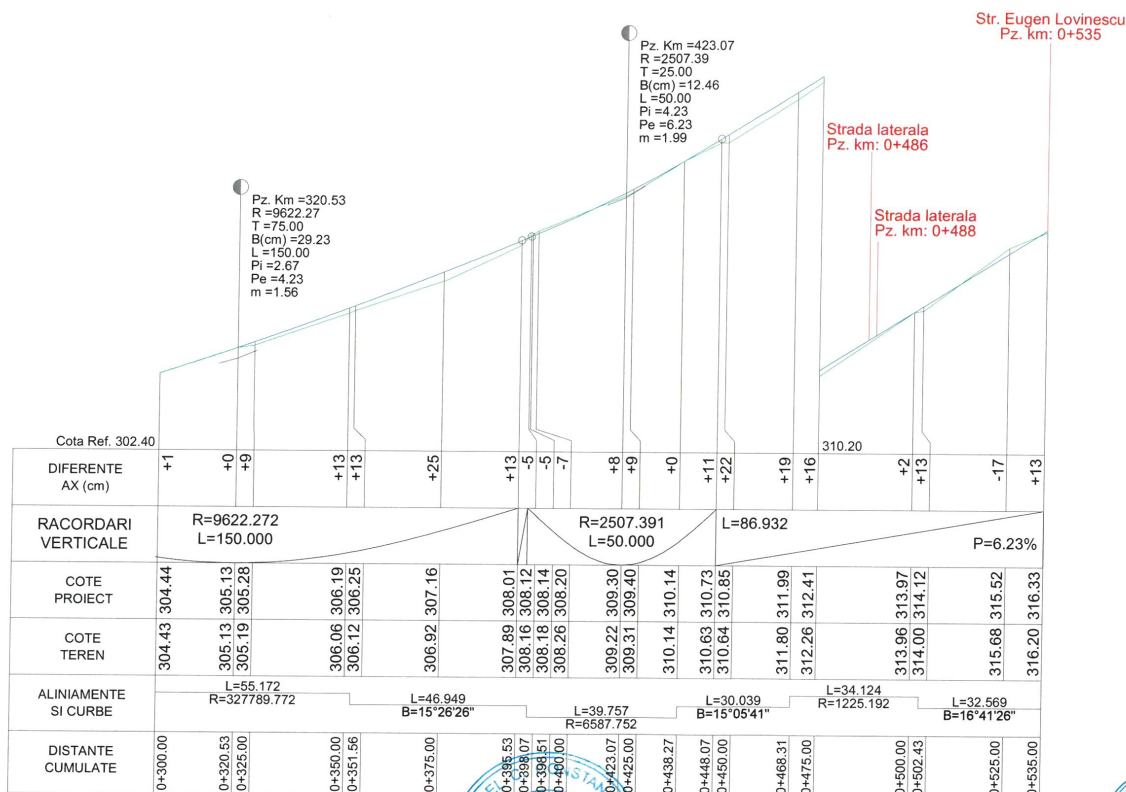 Str. Eugen Lovinescu
Pz. km: 0+535
Pz. Km =423.07
R =2507.39
T =25.00
B(cm) =12.46
L =50.00
Pi =4.23
Pe =6.23
m =1.99
Strada laterala
Pz. km: 0+486
Pz. Km =320.53
R =9622.27
T =75.00
B(cm) =29.23
L =150.00
Pi =2.67
Pe =4.23
m =1.56
Strada laterala
Pz. km: 0+488
Cota Ref. 302.40
310.20
DIFERENTE
AX (cm)
+1 +0 +9 +13 +13 +25 +13 -5 -5 -7 +8 +9 +0 +11 +22 +19 +16 +2 +13 -17 +13
RACORDARI
VERTICALE
R=9622.272
L=150.000
R=2507.391
L=50.000
L=86.932
P=6.23%
COTE
PROIECT
304.44 305.13 305.28 306.19 306.25 307.16 308.01 308.12 308.14 308.20 309.30 309.40 310.14 310.73 310.85 311.99 312.41 313.97 314.12 315.52 316.33
COTE
TEREN
304.43 305.13 305.19 306.06 306.12 306.92 307.89 308.16 308.18 308.26 309.22 309.31 310.14 310.63 310.64 311.80 312.26 313.96 314.00 315.68 316.20
ALINIAMENTE
SI CURBE
L=55.172
R=327789.772
L=46.949
B=15°26'26"
L=39.757
R=6587.752
L=30.039
B=15°05'41"
L=34.124
R=1225.192
L=32.569
B=16°41'26"
DISTANTE
CUMULATE
0+300.00 0+320.53 0+325.00 0+350.00 0+351.56 0+375.00 0+395.53 0+398.07 0+398.51 0+400.00 0+423.07 0+425.00 0+438.27 0+448.07 0+450.00 0+468.31 0+475.00 0+500.00 0+502.43 0+525.00 0+535.00